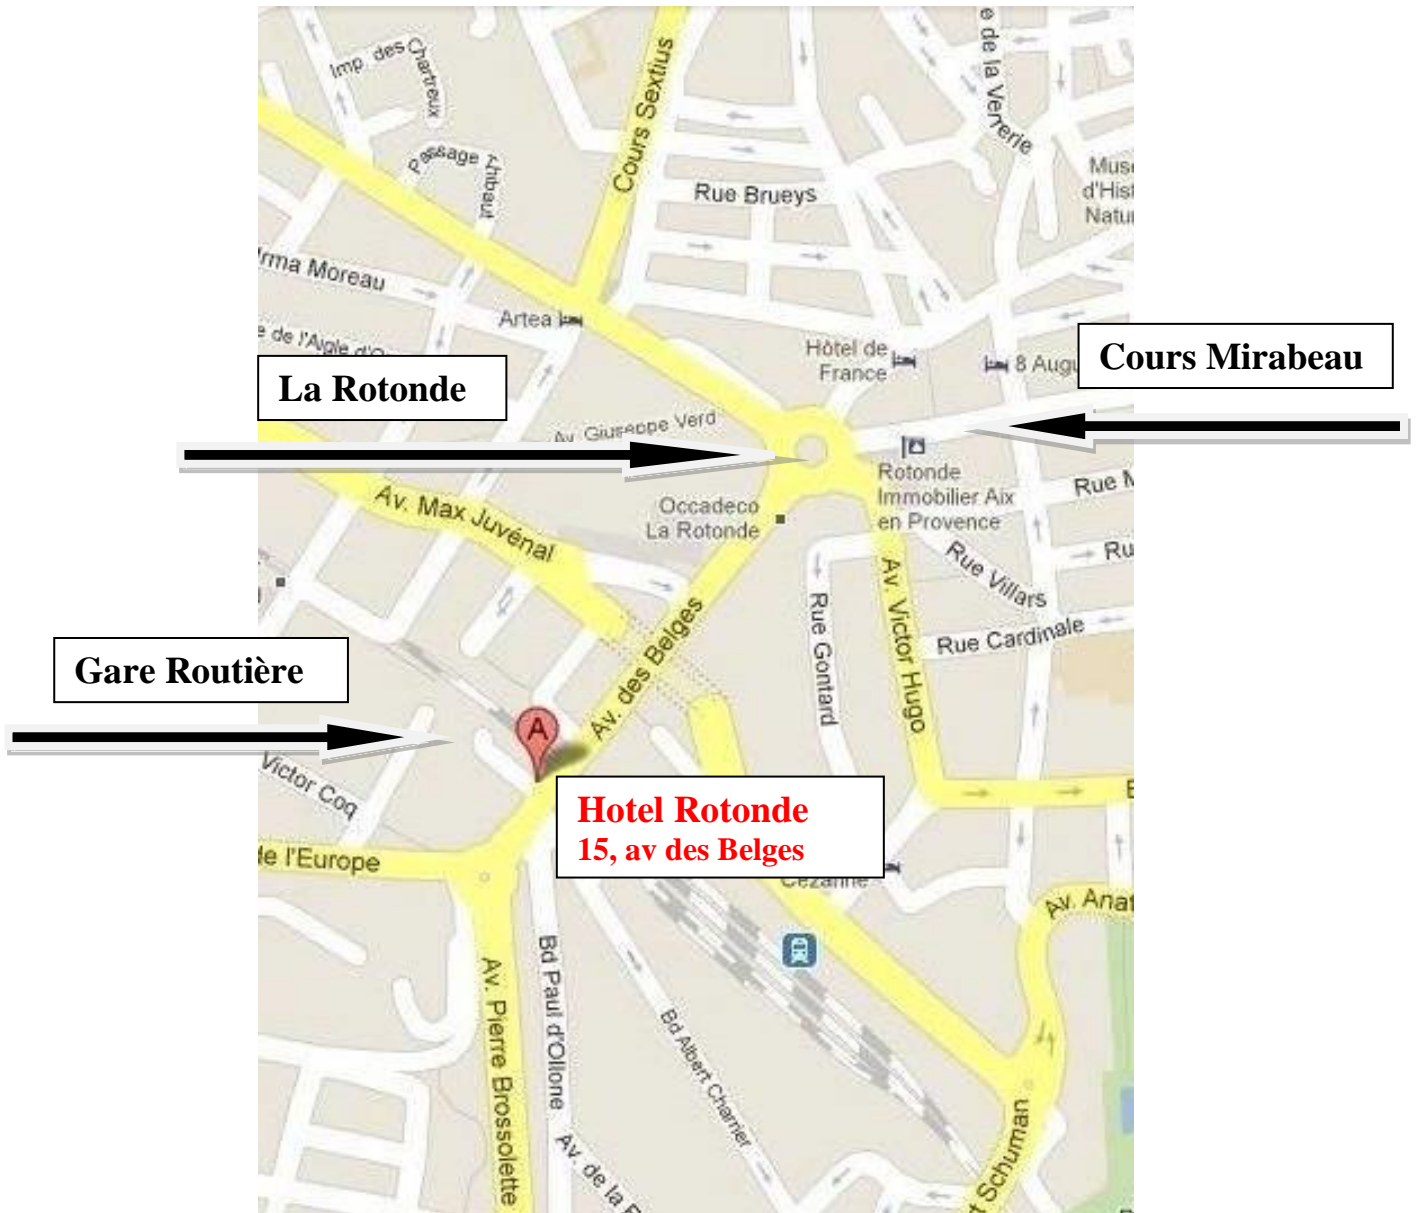 Imp. des
Chartreux
Cours Sextius
e de la Verrerie
Passage Thibaut
Rue Brueys
Mus
d'Hist
Natur
Irma Moreau
Artea
e de l'Aigle d'O
Hôtel de
France
8 Augu
Cours Mirabeau
La Rotonde
Av. Giuseppe Verd
Rotonde
Immobilier Aix
en Provence
Rue M
Av. Max Juvénal
Occadeco
La Rotonde
Ru
Rue Villars
Av. Victor Hugo
Rue Gontard
Rue Cardinale
Av. des Belges
Gare Routière
A
Victor Coq
Hotel Rotonde
15, av des Belges
de l'Europe
Cézanne
Av. Anat
Bd Paul d'Ollone
Av. Pierre Brossolette
Bd Albert Charrier
Av. de la
t Schuman